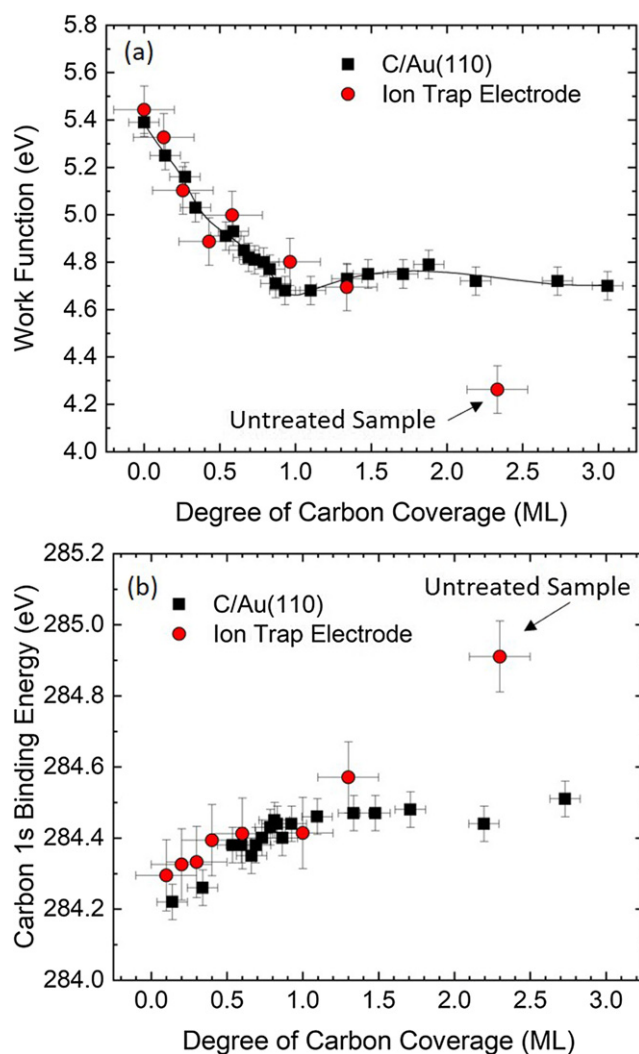 (a)
C/Au(110)
Ion Trap Electrode
Work Function (eV)
5.8
5.6
5.4
5.2
5.0
4.8
4.6
4.4
4.2
4.0
Untreated Sample
0.0 0.5 1.0 1.5 2.0 2.5 3.0
Degree of Carbon Coverage (ML)
(b)
C/Au(110)
Ion Trap Electrode
Untreated Sample
Carbon 1s Binding Energy (eV)
285.2
285.0
284.8
284.6
284.4
284.2
284.0
0.0 0.5 1.0 1.5 2.0 2.5 3.0
Degree of Carbon Coverage (ML)